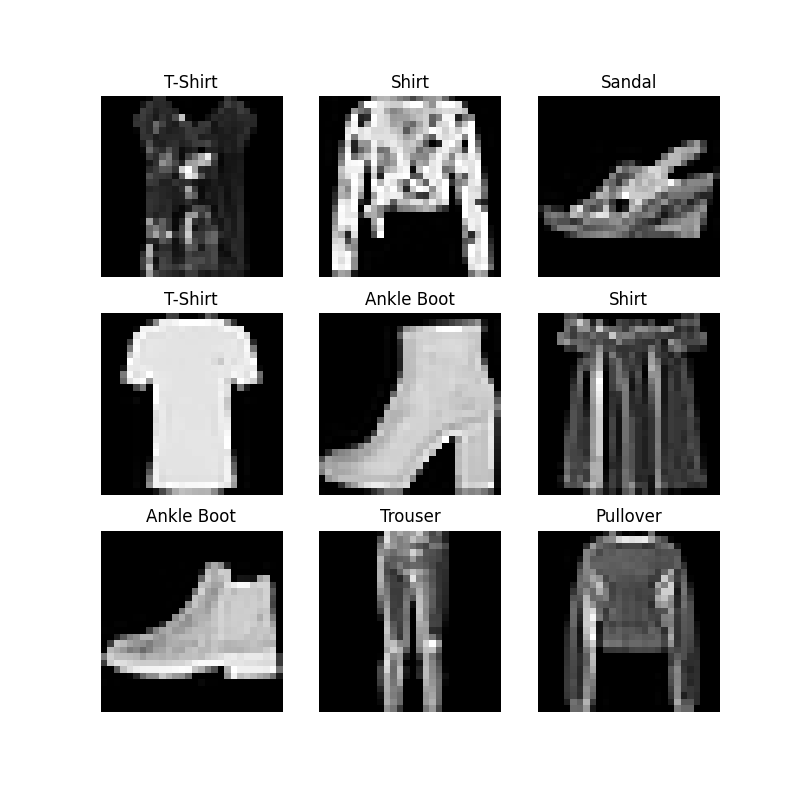 T-Shirt
Shirt
Sandal
T-Shirt
Ankle Boot
Shirt
Ankle Boot
Trouser
Pullover